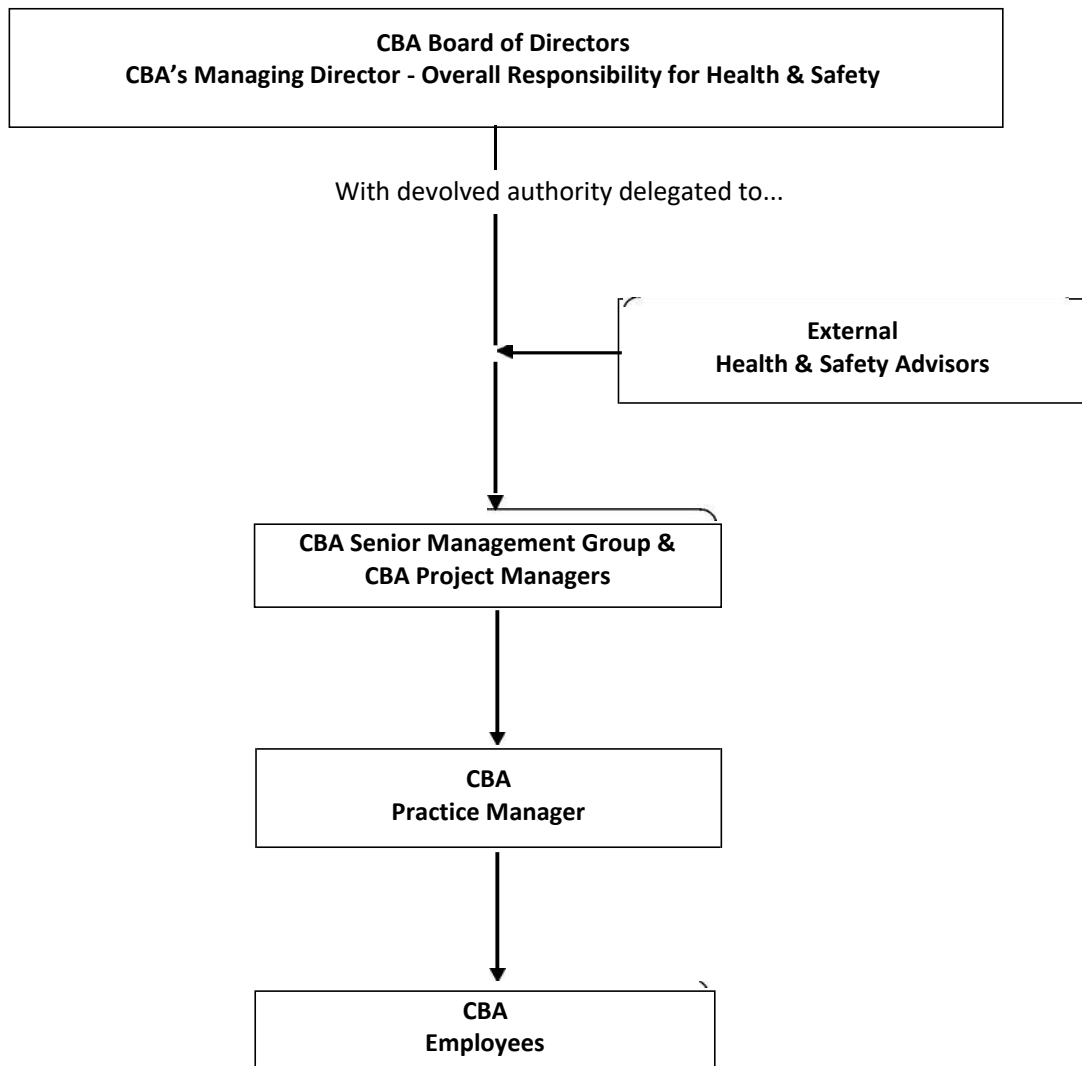 CBA Board of Directors
CBA’s Managing Director - Overall Responsibility for Health & Safety
With devolved authority delegated to...
External
Health & Safety Advisors
CBA Senior Management Group &
CBA Project Managers
CBA
Practice Manager
CBA
Employees